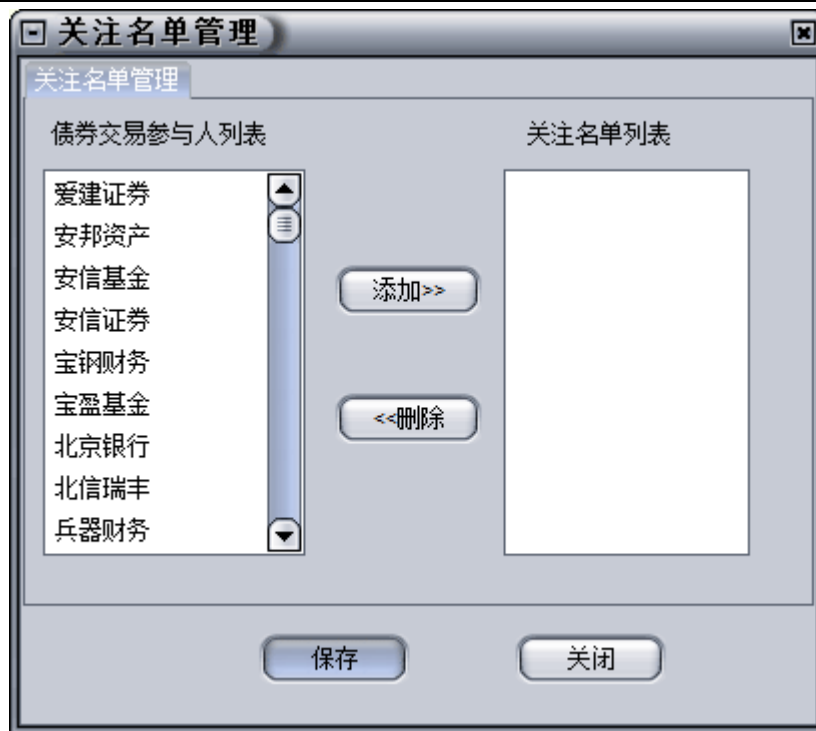 关注名单管理
关注名单管理
债券交易参与人列表
关注名单列表
爱建证券
安邦资产
安信基金
安信证券
宝钢财务
宝盈基金
北京银行
北信瑞丰
兵器财务
添加>>
<<删除
保存
关闭